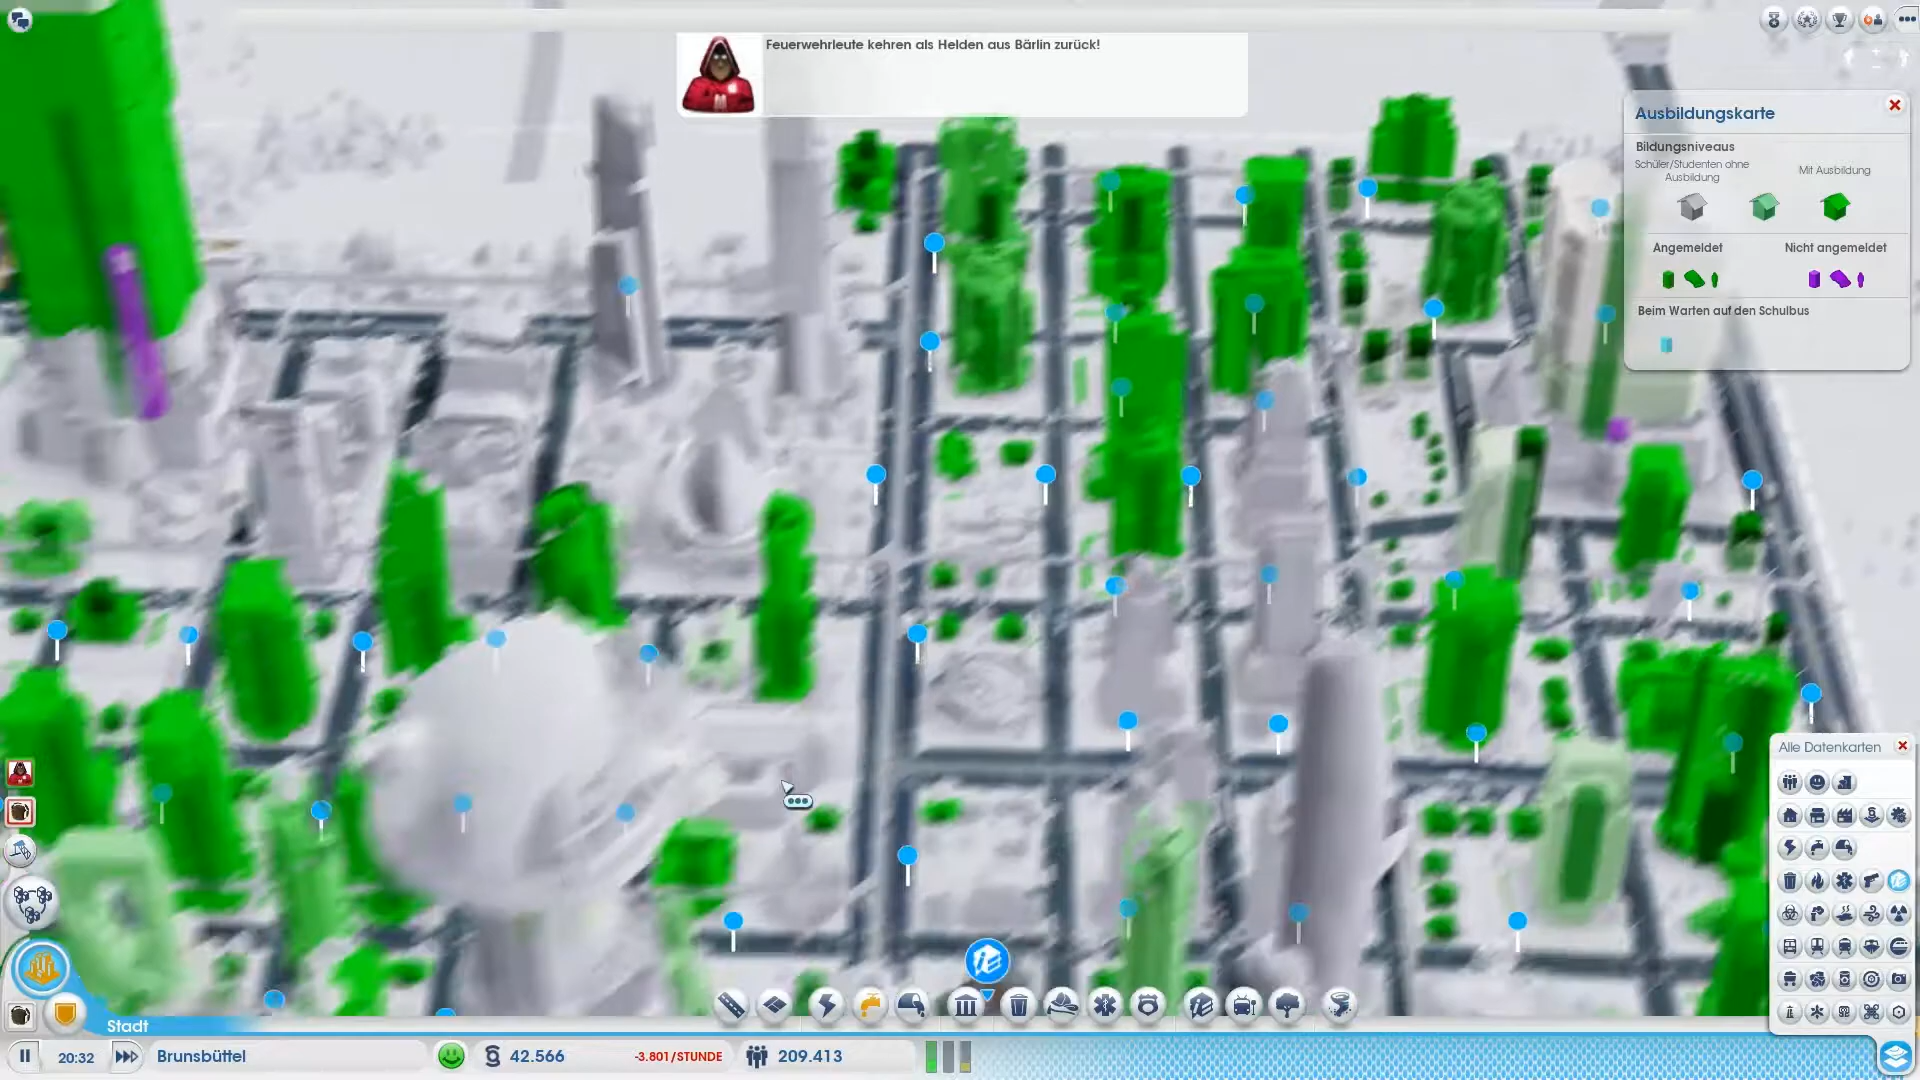 Feuerwehrleute kehren als Helden aus Bärlin zurück!
Ausbildungskarte
Bildungsniveaus
Schüler/Studenten ohne
Ausbildung
Mit Ausbildung
Angemeldet
Nicht angemeldet
Beim Warten auf den Schulbus
Alle Datenkarten
Stadt
20:32
Brunsbüttel
42.566
-3.801/STUNDE
209.413